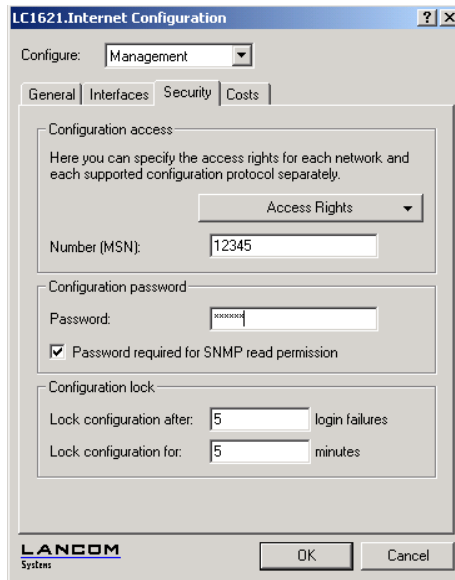 LC1621.Internet Configuration
Configure: Management
General Interfaces Security Costs
Configuration access
Here you can specify the access rights for each network and
each supported configuration protocol separately.
Access Rights
Number (MSN): 12345
Configuration password
Password: xxxxxx
Password required for SNMP read permission
Configuration lock
Lock configuration after: 5 login failures
Lock configuration for: 5 minutes
LANCOM
Systems
OK Cancel